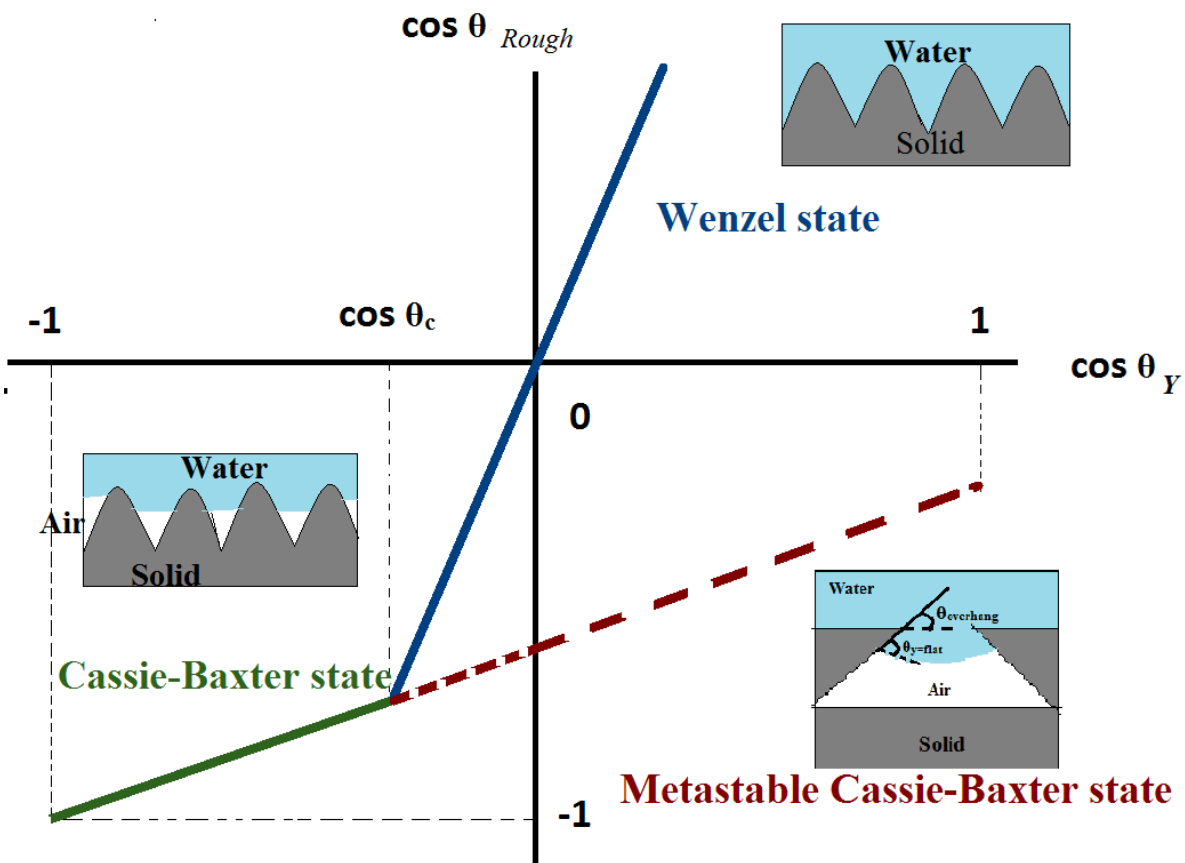 cos θ Rough
Water
Solid
Wenzel state
-1
cos θc
1
cos θ Y
0
Water
Air
Solid
Water
θoverhang
θy=flat
Air
Solid
Cassie-Baxter state
Metastable Cassie-Baxter state
-1